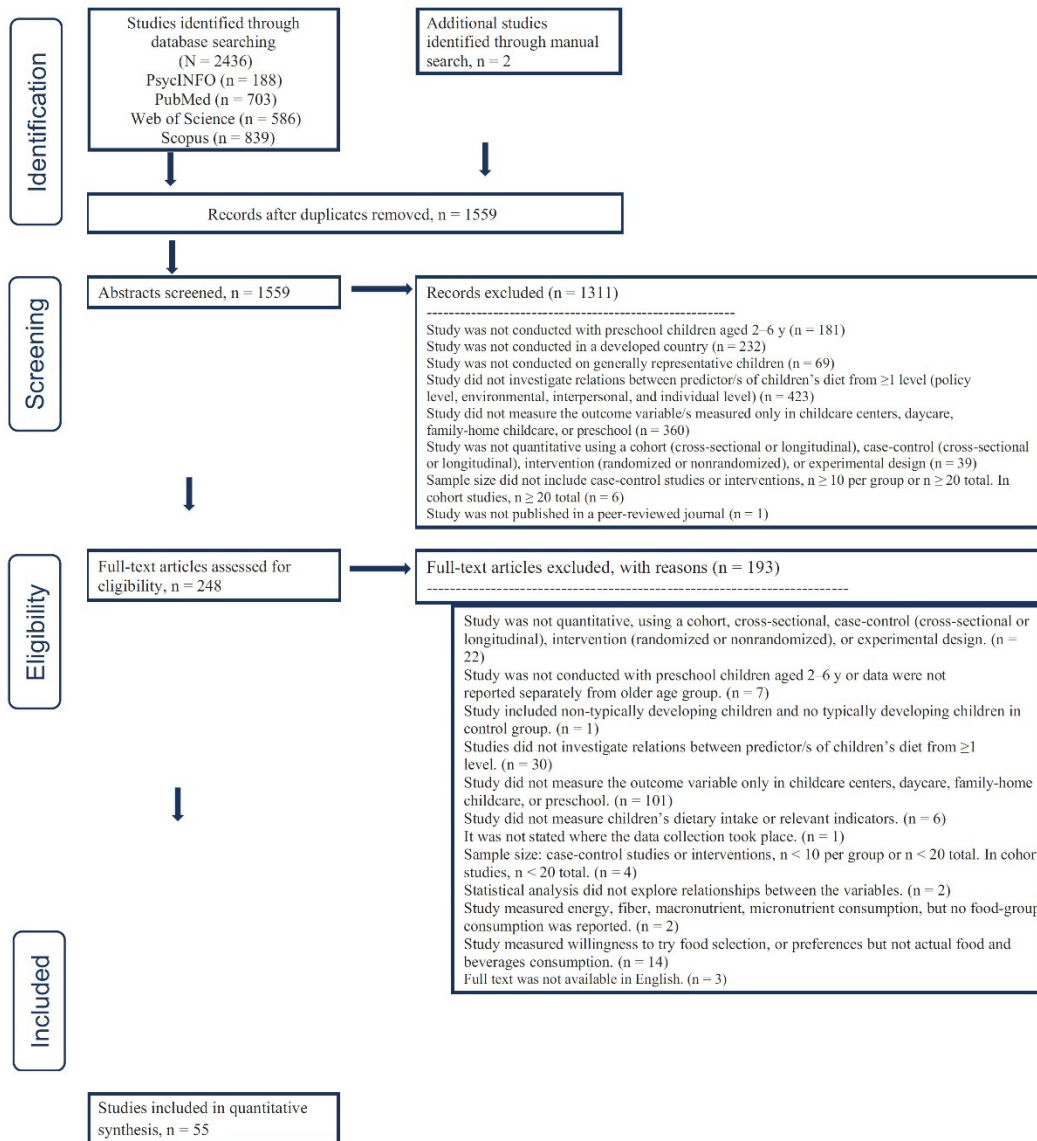 Identification
Studies identified through
database searching
(N = 2436)
PsycINFO (n = 188)
PubMed (n = 703)
Web of Science (n = 586)
Scopus (n = 839)
Additional studies
identified through manual
search, n = 2
Records after duplicates removed, n = 1559
Screening
Abstracts screened, n = 1559
Records excluded (n = 1311)
--------------------------------------------------------
Study was not conducted with preschool children aged 2–6 y (n = 181)
Study was not conducted in a developed country (n = 232)
Study was not conducted on generally representative children (n = 69)
Study did not investigate relations between predictor/s of children's diet from ≥1 level (policy
level, environmental, interpersonal, and individual level) (n = 423)
Study did not measure the outcome variable/s measured only in childcare centers, daycare,
family-home childcare, or preschool (n = 360)
Study was not quantitative using a cohort (cross-sectional or longitudinal), case-control (cross-sectional
or longitudinal), intervention (randomized or nonrandomized), or experimental design (n = 39)
Sample size did not include case-control studies or interventions, n ≥ 10 per group or n ≥ 20 total. In
cohort studies, n ≥ 20 total (n = 6)
Study was not published in a peer-reviewed journal (n = 1)
Eligibility
Full-text articles assessed for
eligibility, n = 248
Full-text articles excluded, with reasons (n = 193)
----------------------------------------------------------------------------
Study was not quantitative, using a cohort, cross-sectional, case-control (cross-sectional or
longitudinal), intervention (randomized or nonrandomized), or experimental design. (n =
22)
Study was not conducted with preschool children aged 2–6 y or data were not
reported separately from older age group. (n = 7)
Study included non-typically developing children and no typically developing children in
control group. (n = 1)
Studies did not investigate relations between predictor/s of children's diet from ≥1
level. (n = 30)
Study did not measure the outcome variable only in childcare centers, daycare, family-home
childcare, or preschool. (n = 101)
Study did not measure children's dietary intake or relevant indicators. (n = 6)
It was not stated where the data collection took place. (n = 1)
Sample size: case-control studies or interventions, n < 10 per group or n < 20 total. In cohort
studies, n < 20 total. (n = 4)
Statistical analysis did not explore relationships between the variables. (n = 2)
Study measured energy, fiber, macronutrient, micronutrient consumption, but no food-group
consumption was reported. (n = 2)
Study measured willingness to try food selection, or preferences but not actual food and
beverages consumption. (n = 14)
Full text was not available in English. (n = 3)
Included
Studies included in quantitative
synthesis, n = 55